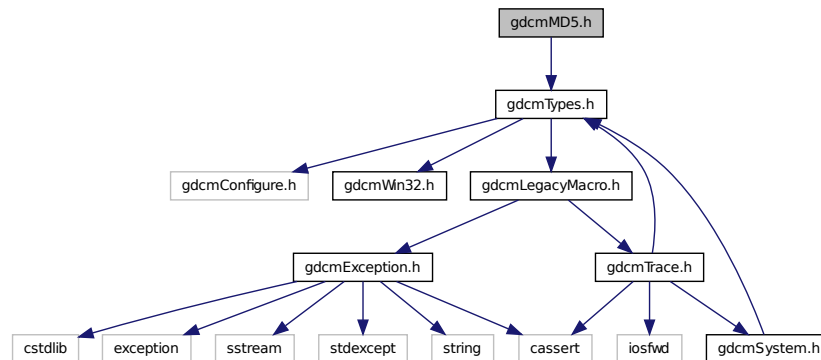 gdcmMD5.h
gdcmTypes.h
gdcmConfigure.h
gdcmWin32.h
gdcmLegacyMacro.h
gdcmException.h
gdcmTrace.h
cstdlib
exception
sstream
stdexcept
string
cassert
iosfwd
gdcmSystem.h